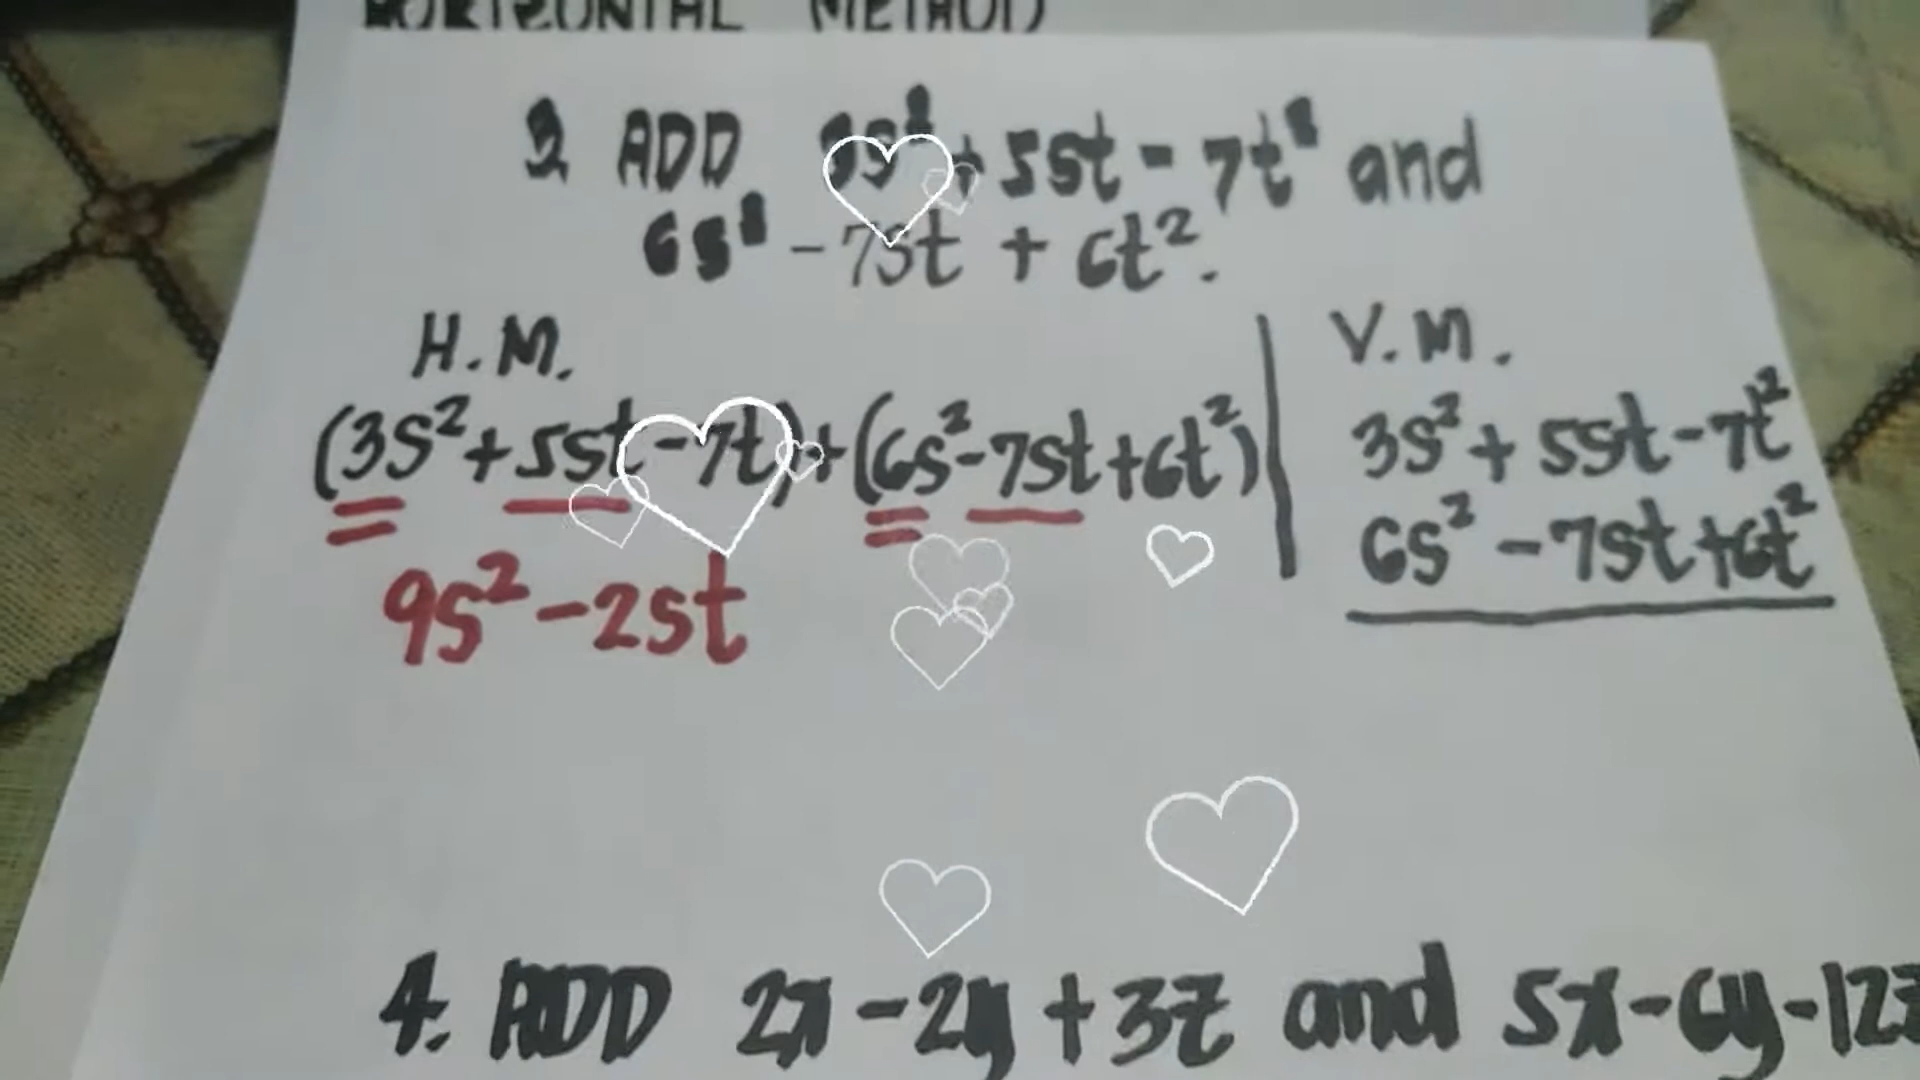 HORIZONTAL METHOD
3. ADD 3s² + 5st - 7t² and
6s² - 7st + 6t².
H.M.
(3s² + 5st - 7t) + (6s² - 7st + 6t²)
9s² - 2st
V.M.
3s² + 5st - 7t²
6s² - 7st + 6t²
4. ADD 2x - 2y + 3z and 5x - 6y - 12z